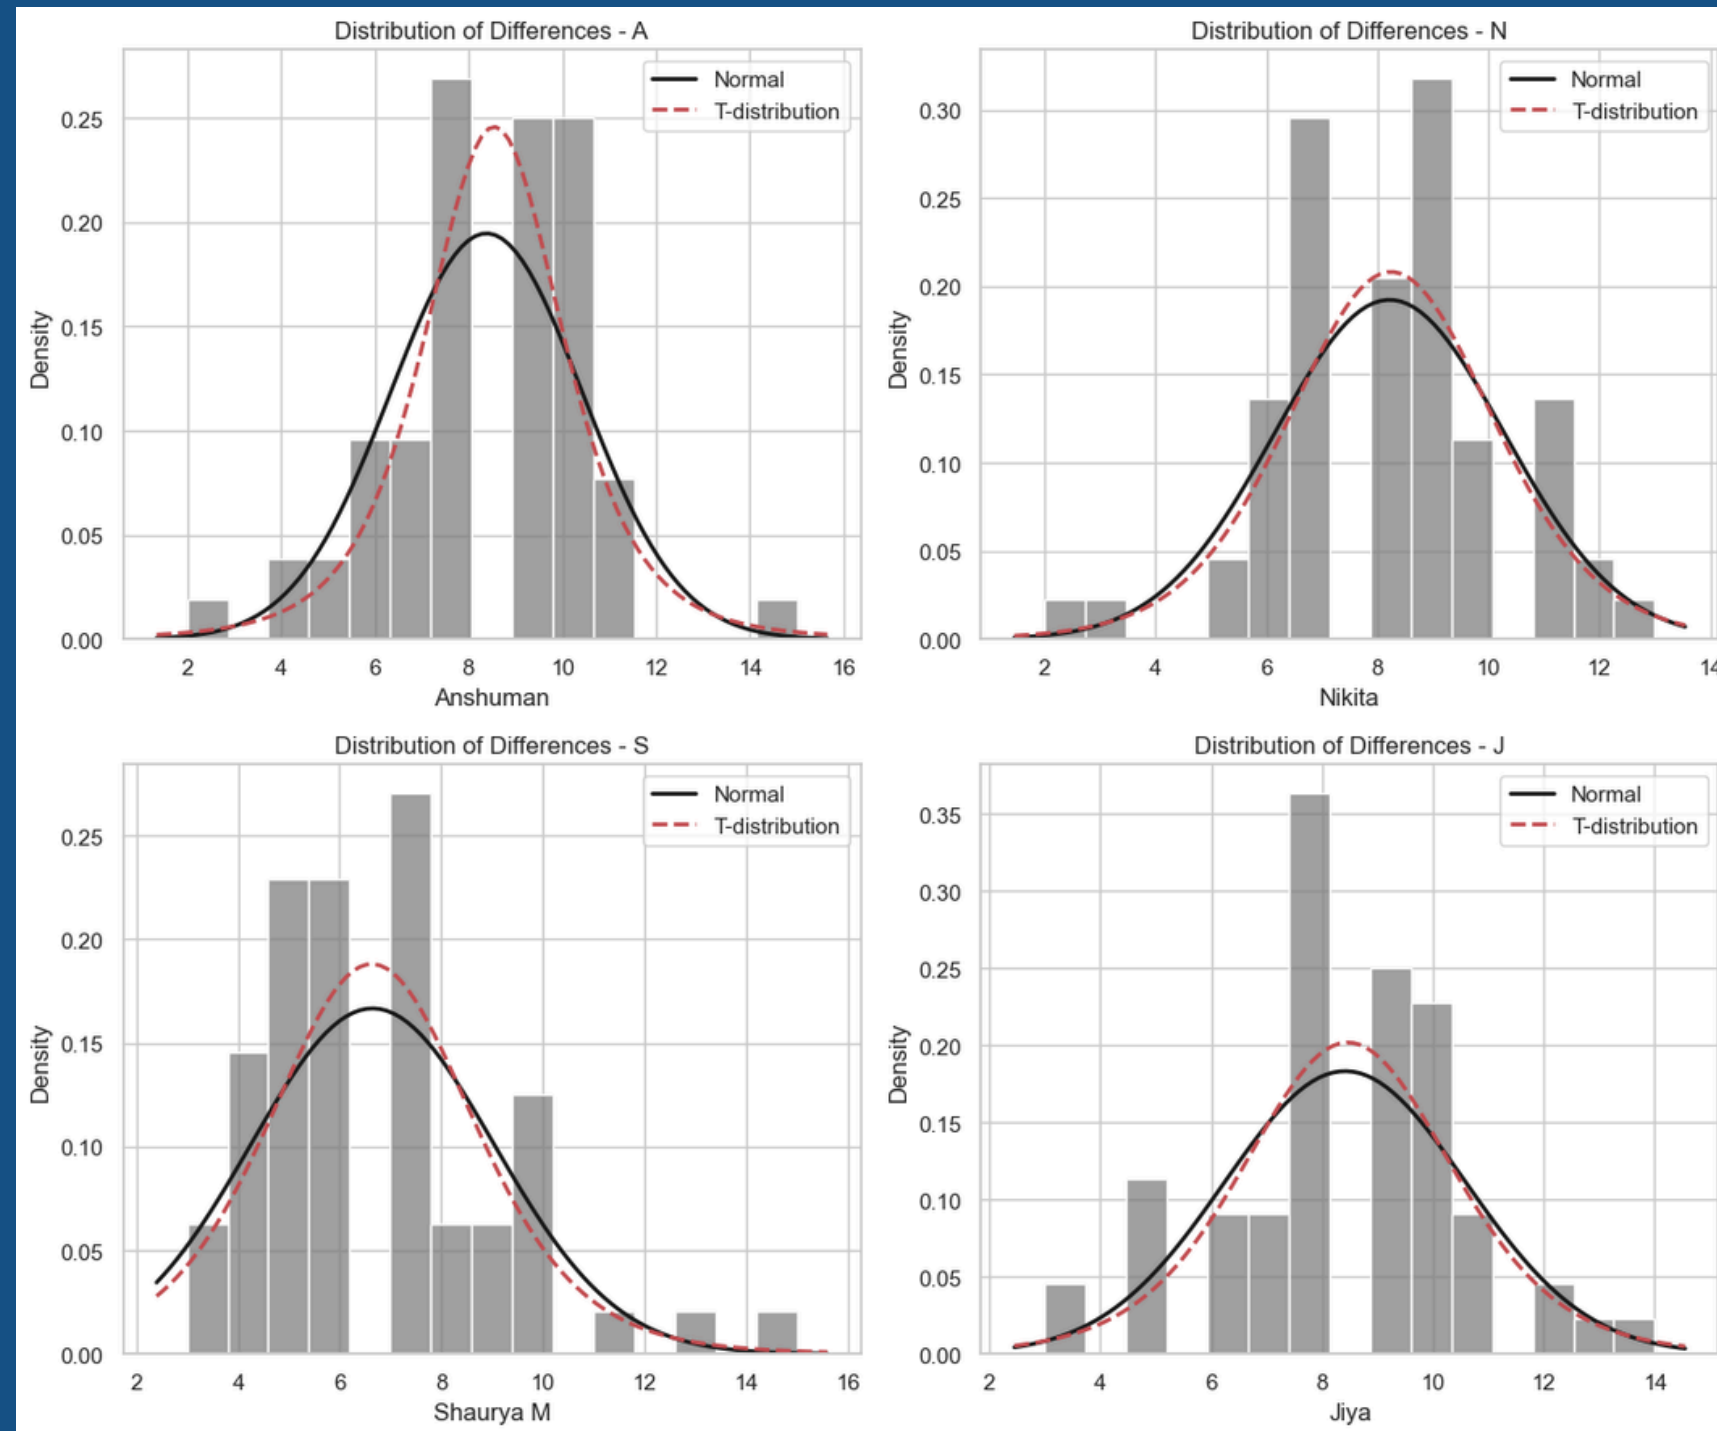 Distribution of Differences - A
Normal
T-distribution
0.25
0.20
0.15
0.10
0.05
0.00
Density
2 4 6 8 10 12 14 16
Anshuman
Distribution of Differences - N
Normal
T-distribution
0.30
0.25
0.20
0.15
0.10
0.05
0.00
Density
2 4 6 8 10 12 14
Nikita
Distribution of Differences - S
Normal
T-distribution
0.25
0.20
0.15
0.10
0.05
0.00
Density
2 4 6 8 10 12 14 16
Shaurya M
Distribution of Differences - J
Normal
T-distribution
0.35
0.30
0.25
0.20
0.15
0.10
0.05
0.00
Density
2 4 6 8 10 12 14
Jiya